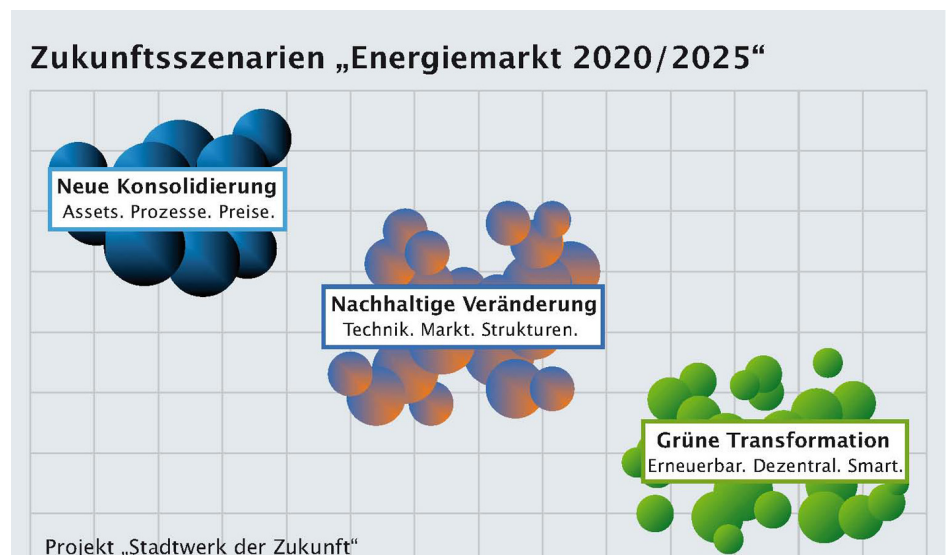 Zukunftsszenarien „Energiemarkt 2020/2025“
Neue Konsolidierung
Assets. Prozesse. Preise.
Nachhaltige Veränderung
Technik. Markt. Strukturen.
Grüne Transformation
Erneuerbar. Dezentral. Smart.
Projekt „Stadtwerk der Zukunft“